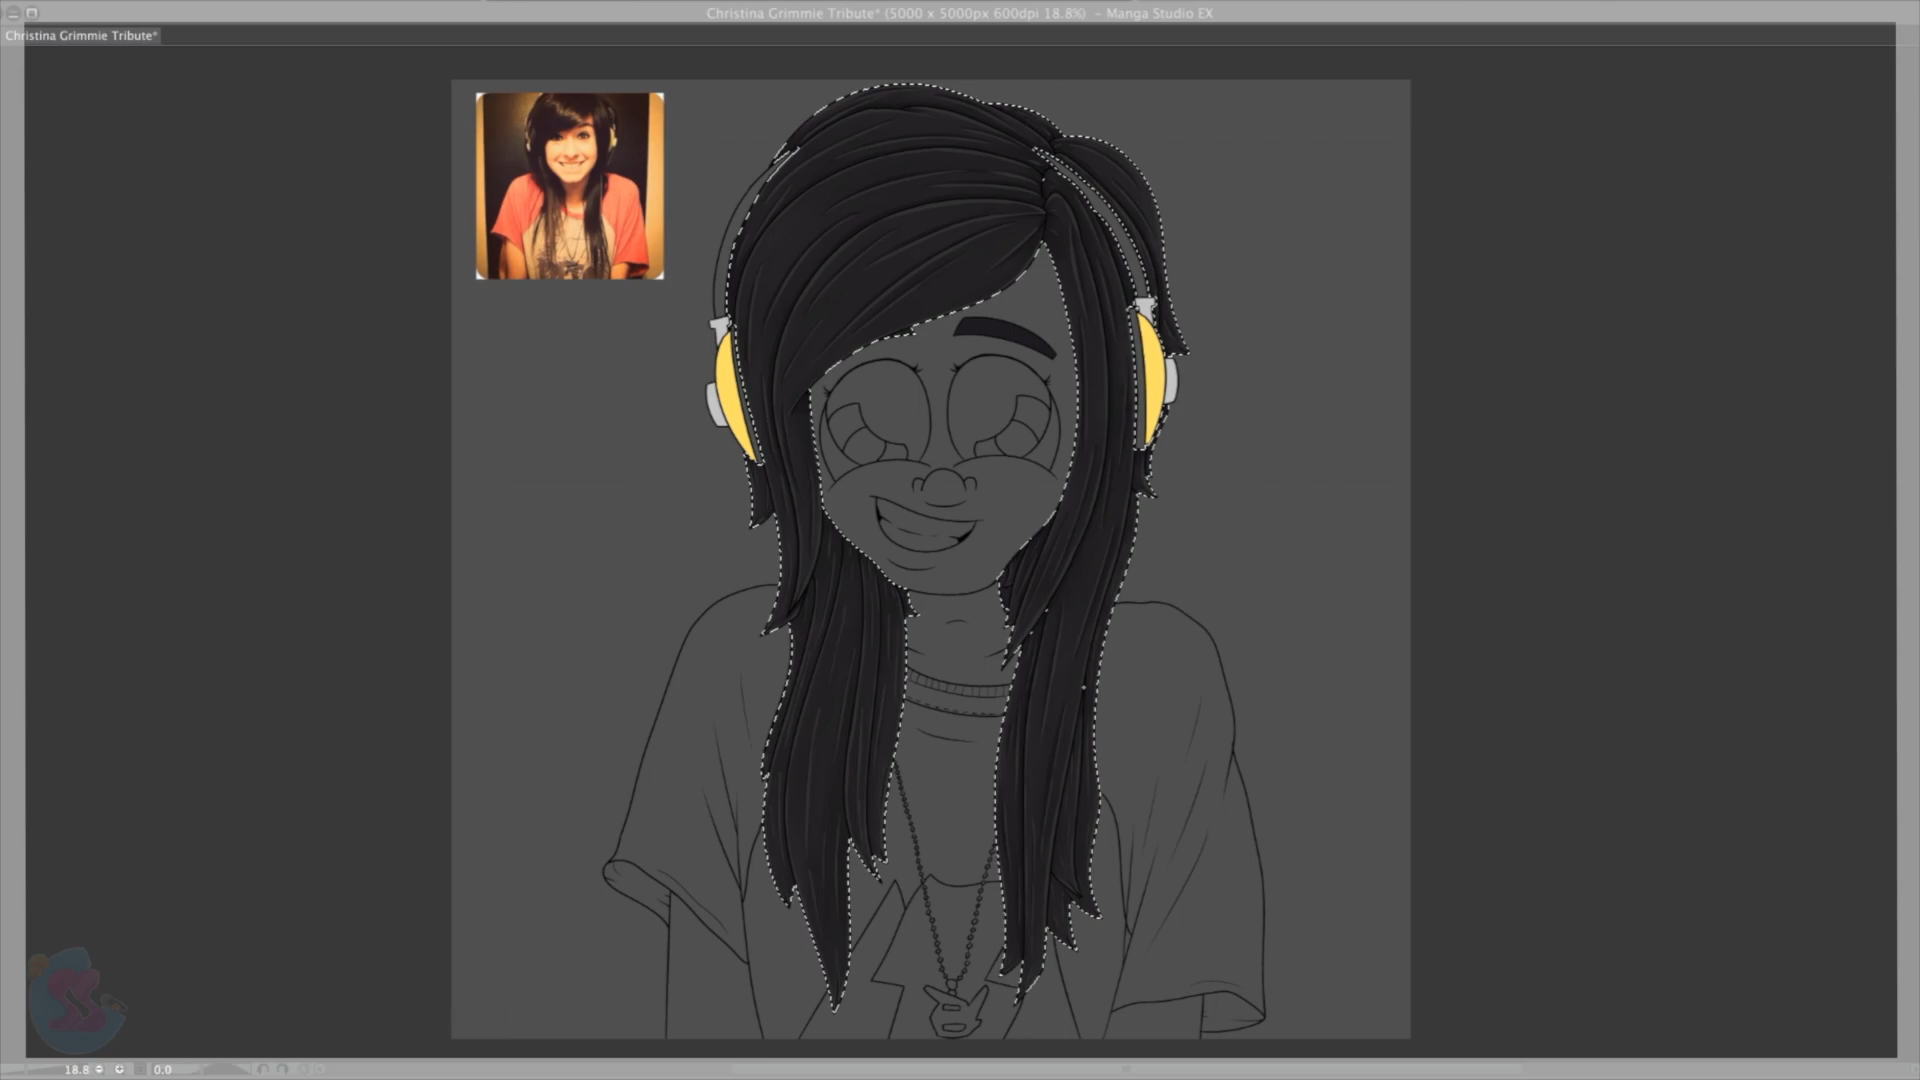 Christina Grimmie Tribute* (5000 x 5000px 600dpi 18.8%) - Manga Studio EX
Christina Grimmie Tribute*
18.8
0.0